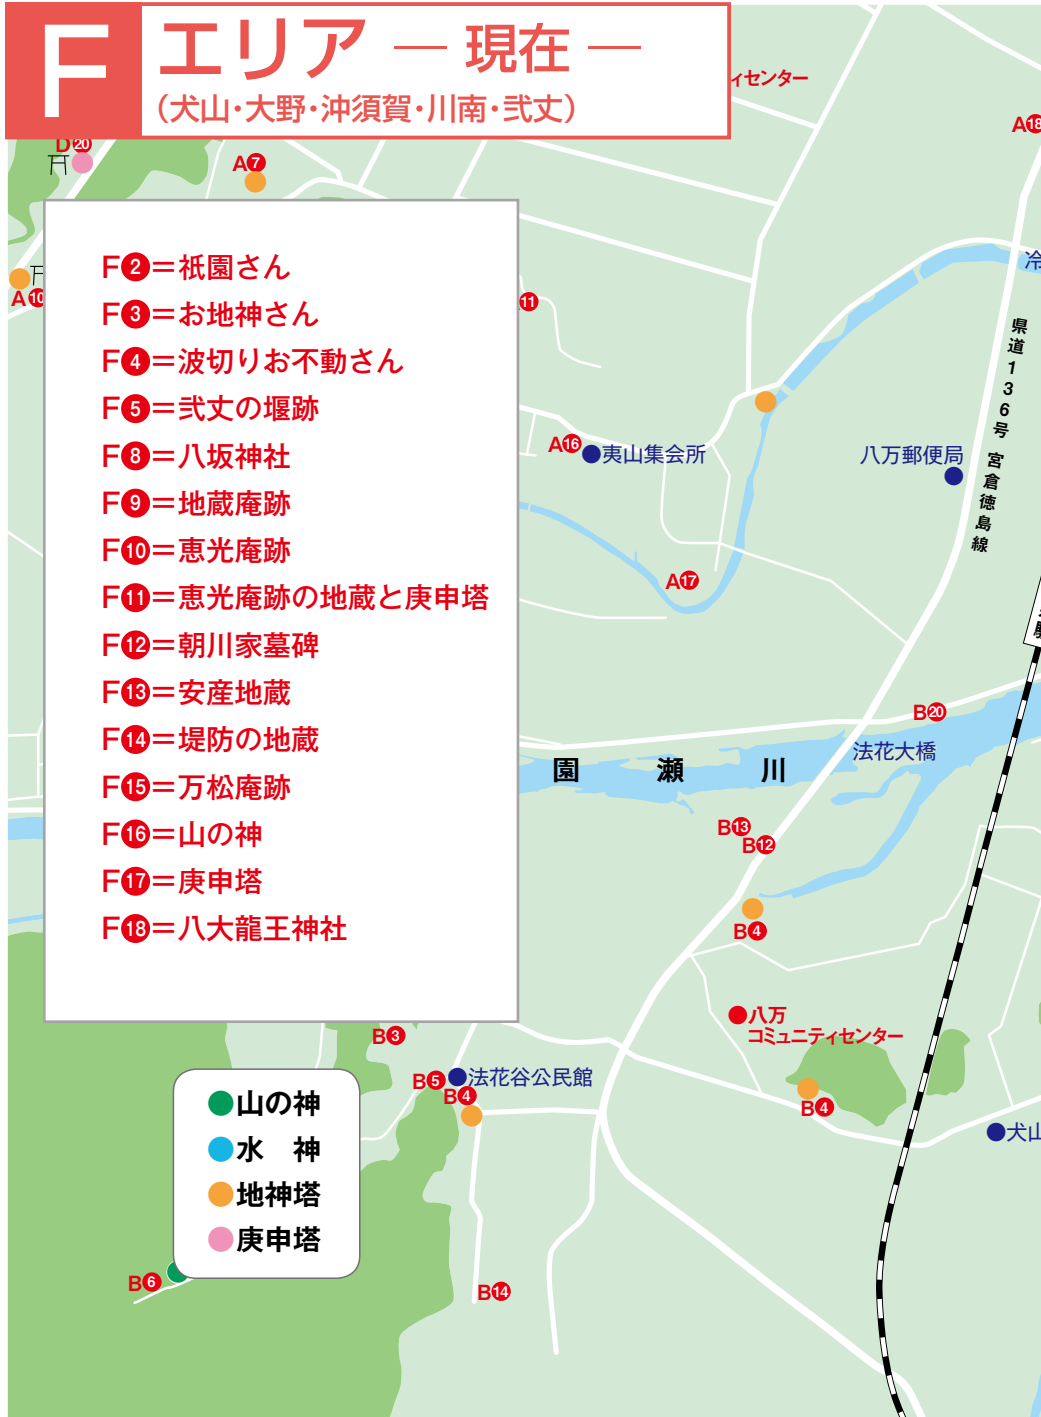 F エリア ― 現在 ―
(犬山・大野・沖須賀・川南・弐丈)
ィセンター
A⑱
D⑳
A⑦
A⑩
⑪
冷
F②=祇園さん
F③=お地神さん
F④=波切りお不動さん
F⑤=弐丈の堰跡
F⑧=八坂神社
F⑨=地蔵庵跡
F⑩=恵光庵跡
F⑪=恵光庵跡の地蔵と庚申塔
F⑫=朝川家墓碑
F⑬=安産地蔵
F⑭=堤防の地蔵
F⑮=万松庵跡
F⑯=山の神
F⑰=庚申塔
F⑱=八大龍王神社
県道136号 宮倉徳島線
A⑯
夷山集会所
八万郵便局
A⑰
B⑳
法花大橋
園瀬川
B⑬
B⑫
B④
八万
コミュニティセンター
B③
B⑤
法花谷公民館
B④
B④
犬山
山の神
水 神
地神塔
庚申塔
B⑥
B⑭